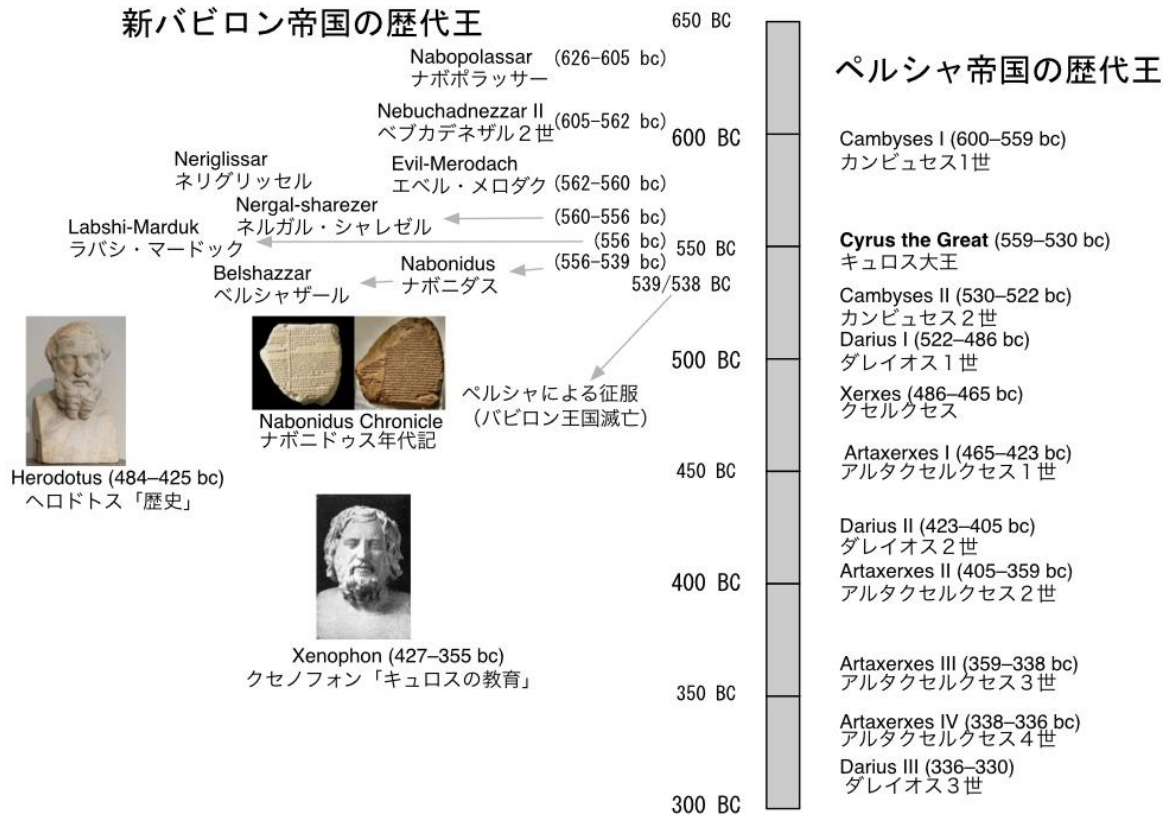 新バビロン帝国の歴代王
Nabopolassar (626–605 bc)
ナボポラッサー
Nebuchadnezzar II
ベブカデネザル２世 (605–562 bc)
Neriglissar
ネリグリッセル
Evil-Merodach
エベル・メロダク (562–560 bc)
Nergal-sharezer
ネルガル・シャレゼル (560–556 bc)
Labshi-Marduk
ラバシ・マードック (556 bc)
Nabonidus (556–539 bc)
ナボニダス
Belshazzar
ベルシャザール
539/538 BC
ペルシャによる征服
（バビロン王国滅亡）
Nabonidus Chronicle
ナボニドゥス年代記
Herodotus (484–425 bc)
ヘロドトス「歴史」
Xenophon (427–355 bc)
クセノフォン「キュロスの教育」
650 BC
600 BC
550 BC
500 BC
450 BC
400 BC
350 BC
300 BC
ペルシャ帝国の歴代王
Cambyses I (600–559 bc)
カンビュセス1世
Cyrus the Great (559–530 bc)
キュロス大王
Cambyses II (530–522 bc)
カンビュセス２世
Darius I (522–486 bc)
ダレイオス１世
Xerxes (486–465 bc)
クセルクセス
Artaxerxes I (465–423 bc)
アルタクセルクセス１世
Darius II (423–405 bc)
ダレイオス２世
Artaxerxes II (405–359 bc)
アルタクセルクセス２世
Artaxerxes III (359–338 bc)
アルタクセルクセス３世
Artaxerxes IV (338–336 bc)
アルタクセルクセス４世
Darius III (336–330)
ダレイオス３世